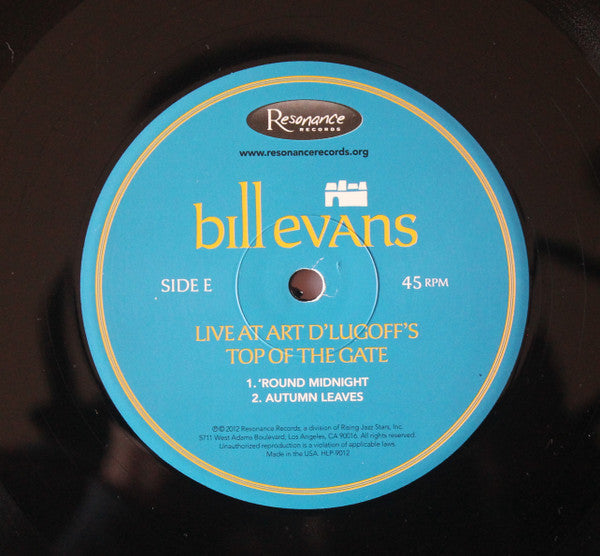 Resonance
RECORDS
www.resonancerecords.org
bill evans
SIDE E
45 RPM
LIVE AT ART D'LUGOFF'S
TOP OF THE GATE
1. 'ROUND MIDNIGHT
2. AUTUMN LEAVES
℗© 2012 Resonance Records, a division of Rising Jazz Stars, Inc.
5711 West Adams Boulevard, Los Angeles, CA 90016. All rights reserved.
Unauthorized reproduction is a violation of applicable laws.
Made in the USA. HLP-9012